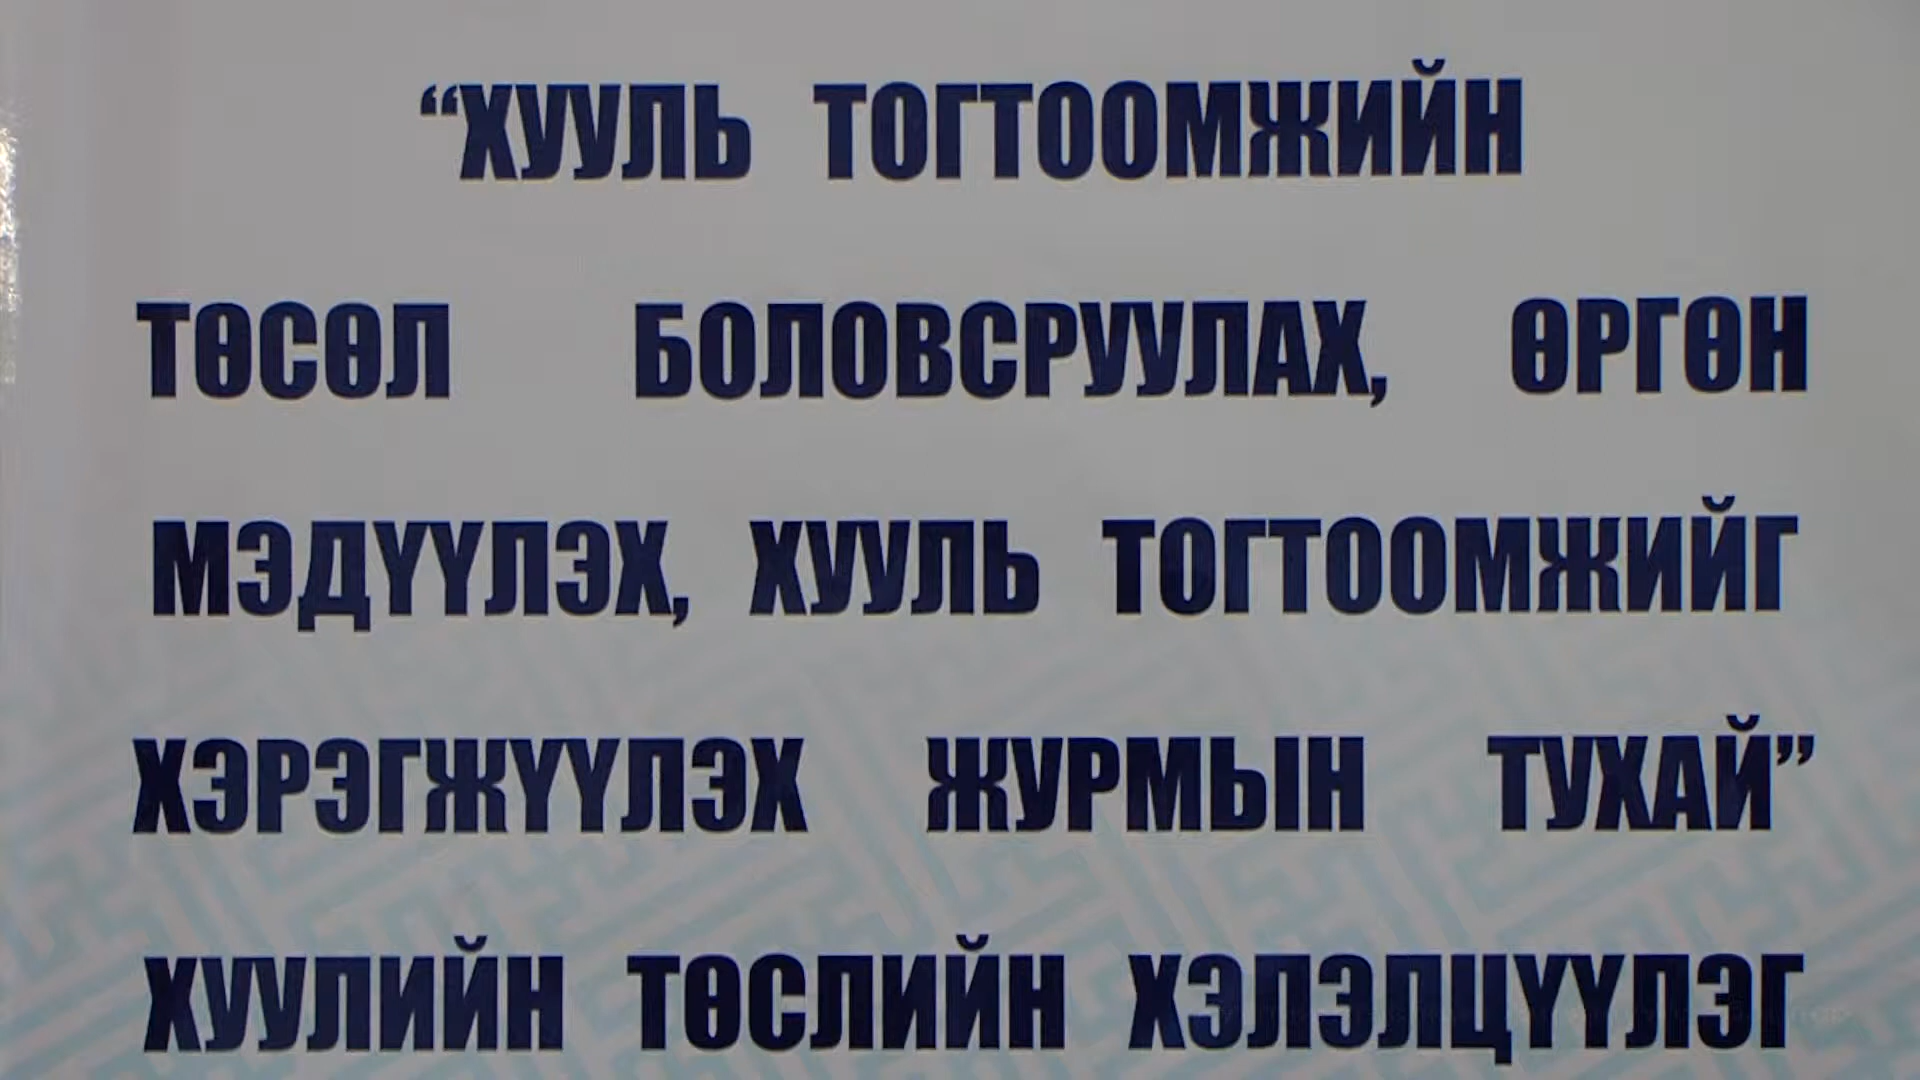 “ХУУЛЬ ТОГТООМЖИЙН
ТӨСӨЛ БОЛОВСРУУЛАХ, ӨРГӨН
МЭДҮҮЛЭХ, ХУУЛЬ ТОГТООМЖИЙГ
ХЭРЭГЖҮҮЛЭХ ЖУРМЫН ТУХАЙ”
ХУУЛИЙН ТӨСЛИЙН ХЭЛЭЛЦҮҮЛЭГ